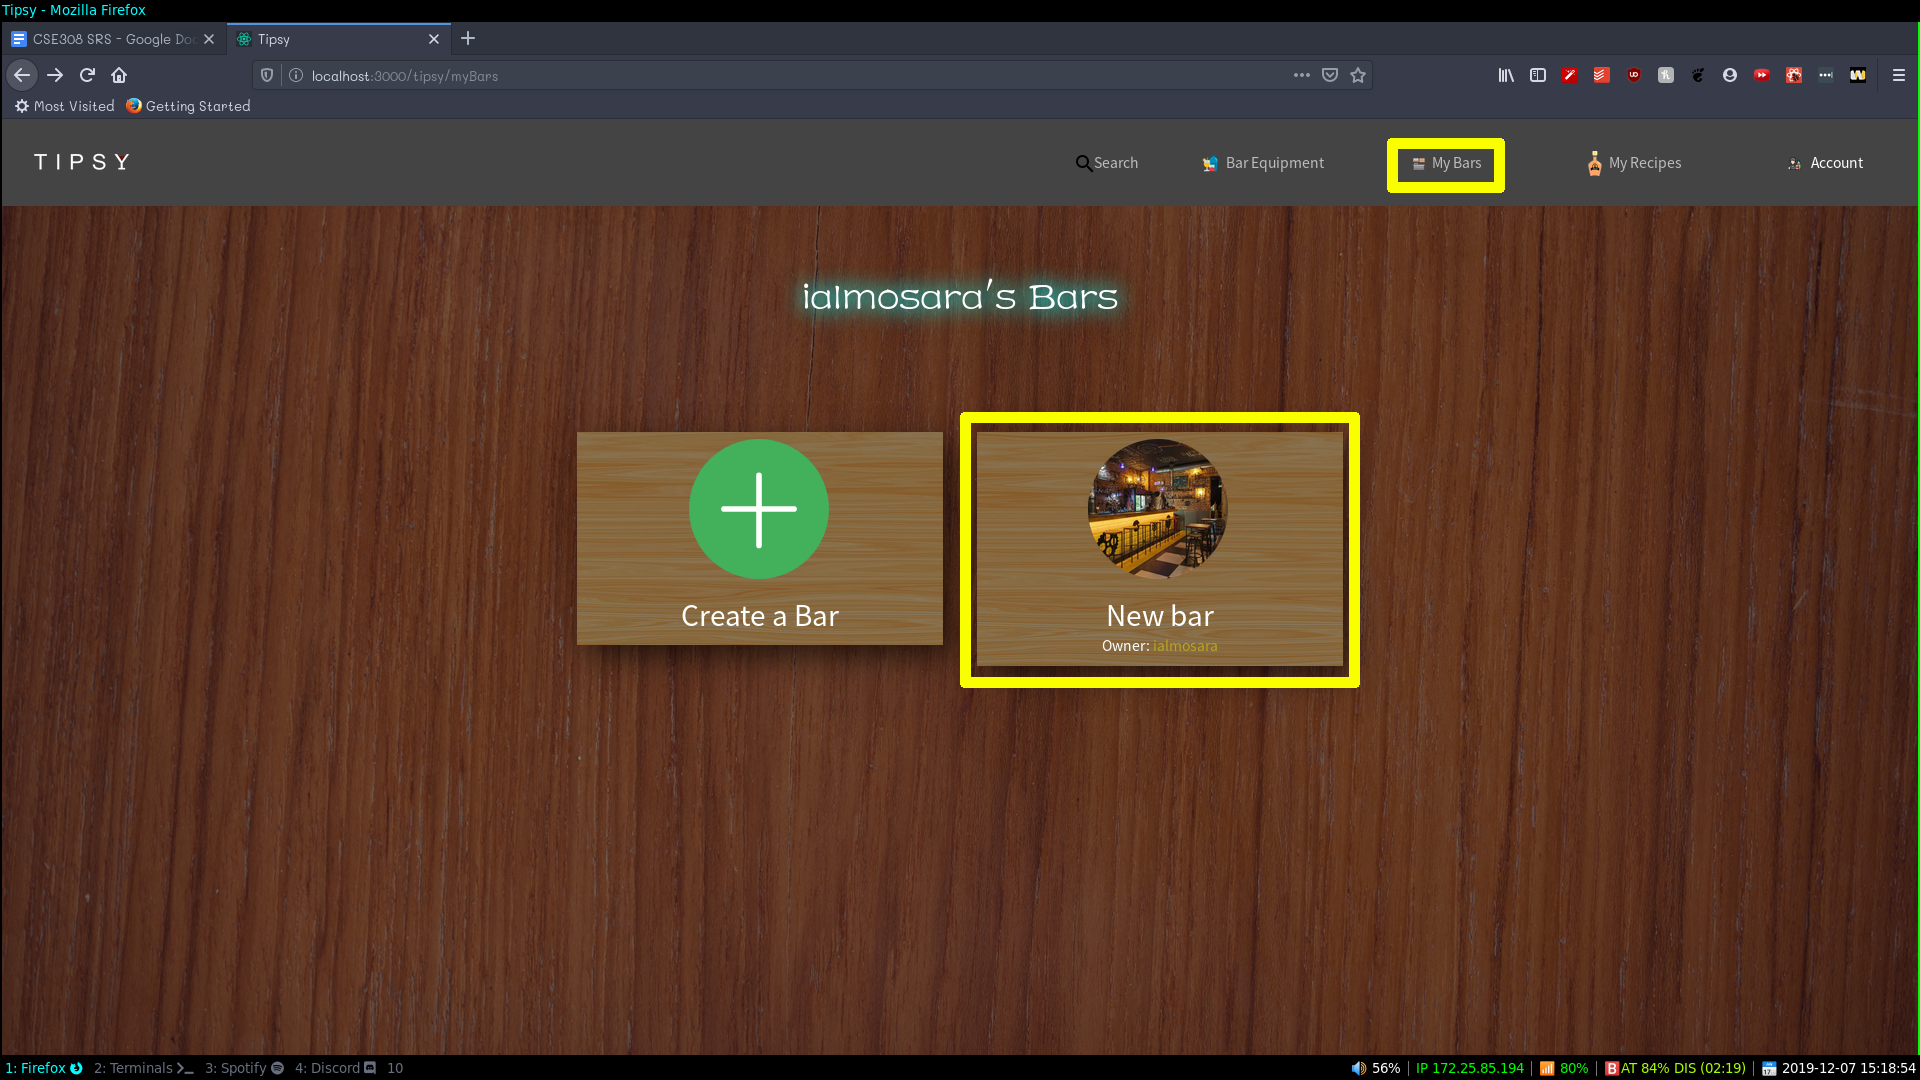 Tipsy - Mozilla Firefox
CSE308 SRS - Google Doc
Tipsy
localhost:3000/tipsy/myBars
Most Visited
Getting Started
TIPSY
Search
Bar Equipment
My Bars
My Recipes
Account
ialmosara's Bars
Create a Bar
New bar
Owner: ialmosara
1: Firefox 2: Terminals 3: Spotify 4: Discord 10
56% | IP 172.25.85.194 | 80% | BAT 84% DIS (02:19) | 2019-12-07 15:18:54